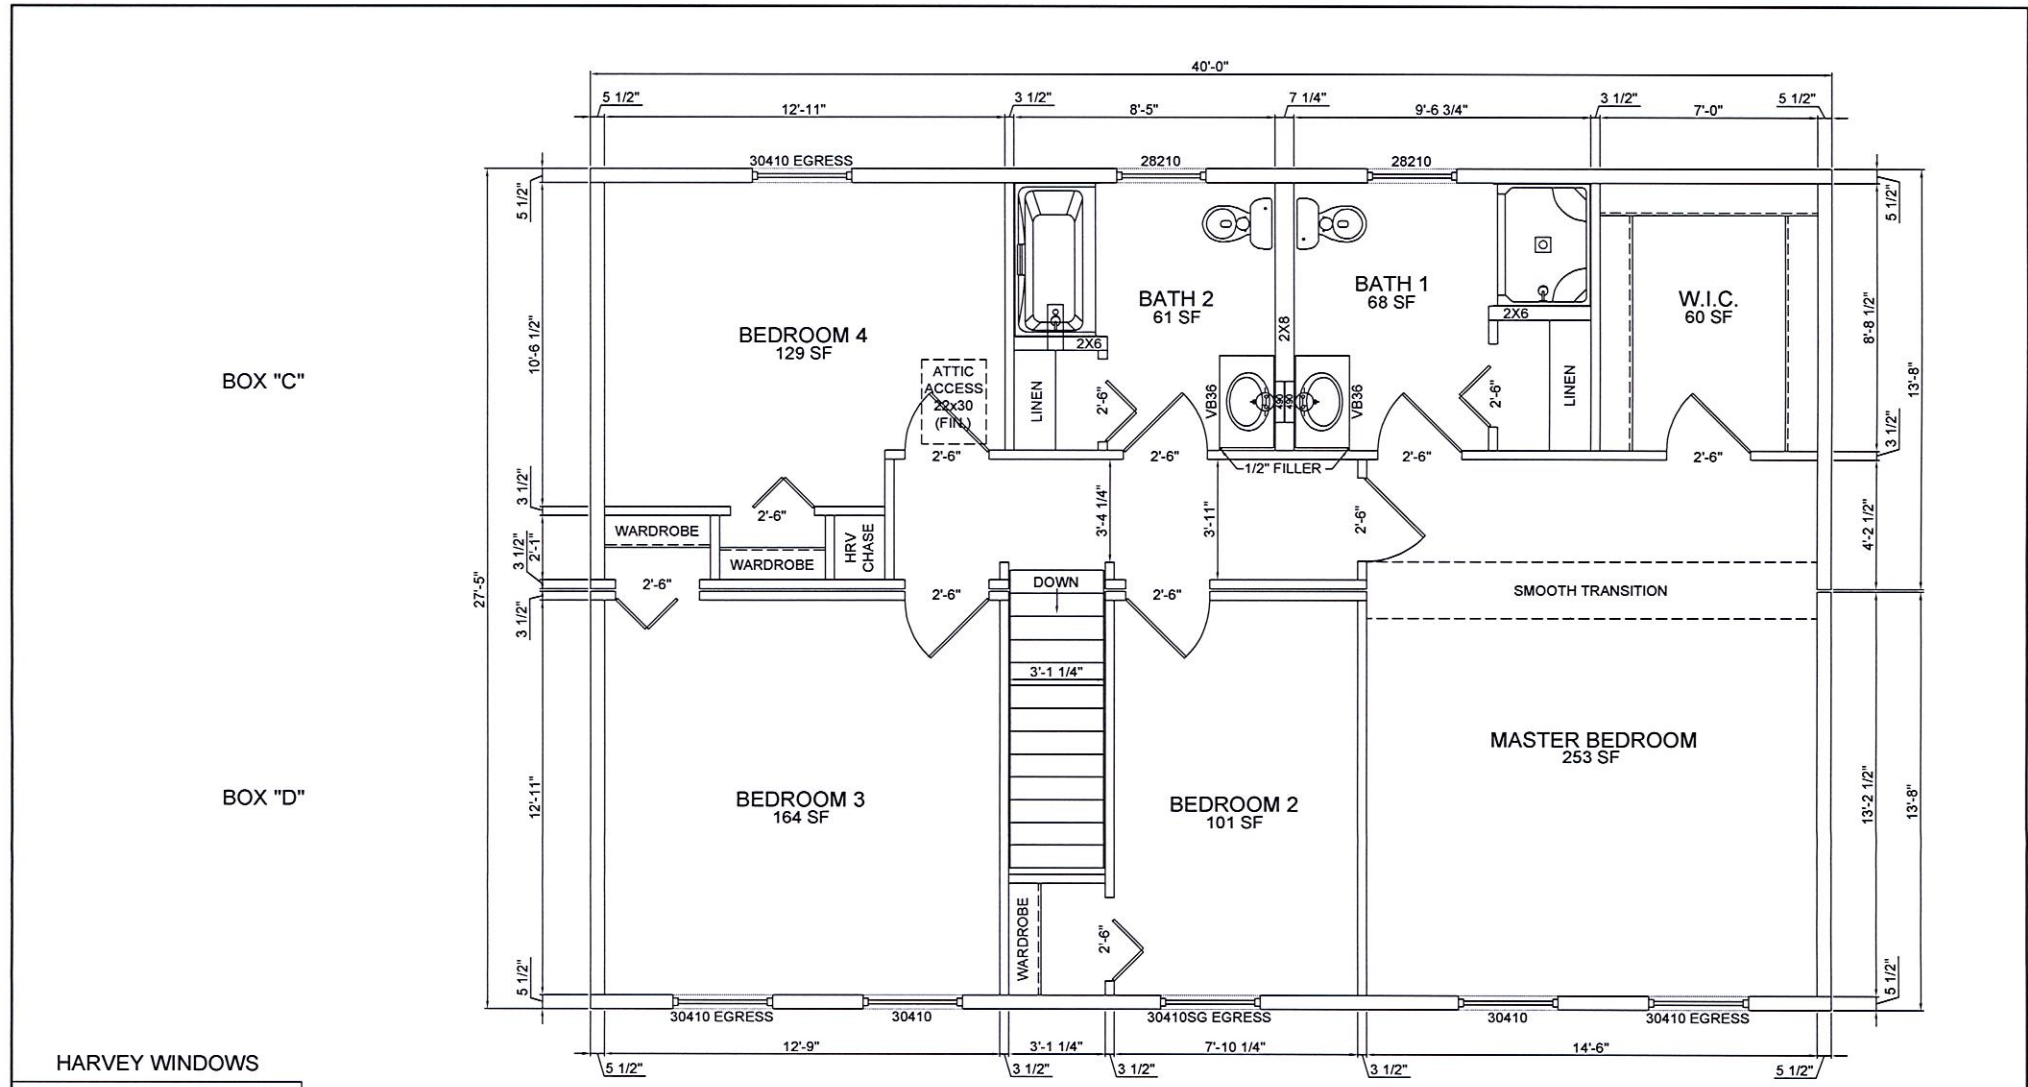 40'-0"
5 1/2"
12'-11"
3 1/2"
8'-5"
7 1/4"
9'-6 3/4"
3 1/2"
7'-0"
5 1/2"
30410 EGRESS
28210
28210
5 1/2"
5 1/2"
BATH 1
68 SF
BATH 2
61 SF
W.I.C.
60 SF
2X6
2X8
2X6
BEDROOM 4
129 SF
10'-6 1/2"
8'-8 1/2"
13'-8"
BOX "C"
ATTIC
ACCESS
22x30
(FIN.)
LINEN
2'-6"
VB36
VB36
2'-6"
LINEN
3 1/2"
2'-6"
2'-6"
1/2" FILLER
2'-6"
2'-6"
3 1/2"
2'-6"
3'-4 1/4"
3'-11"
2'-6"
4'-2 1/2"
WARDROBE
WARDROBE
HRV
CHASE
2'-1"
3 1/2"
27'-5"
2'-6"
2'-6"
DOWN
2'-6"
SMOOTH TRANSITION
3 1/2"
3'-1 1/4"
MASTER BEDROOM
253 SF
BOX "D"
12'-11"
BEDROOM 3
164 SF
BEDROOM 2
101 SF
13'-2 1/2"
13'-8"
WARDROBE
2'-6"
5 1/2"
5 1/2"
30410 EGRESS
30410
30410SG EGRESS
30410
30410 EGRESS
12'-9"
3'-1 1/4"
7'-10 1/4"
14'-6"
5 1/2"
3 1/2"
3 1/2"
3 1/2"
5 1/2"
HARVEY WINDOWS